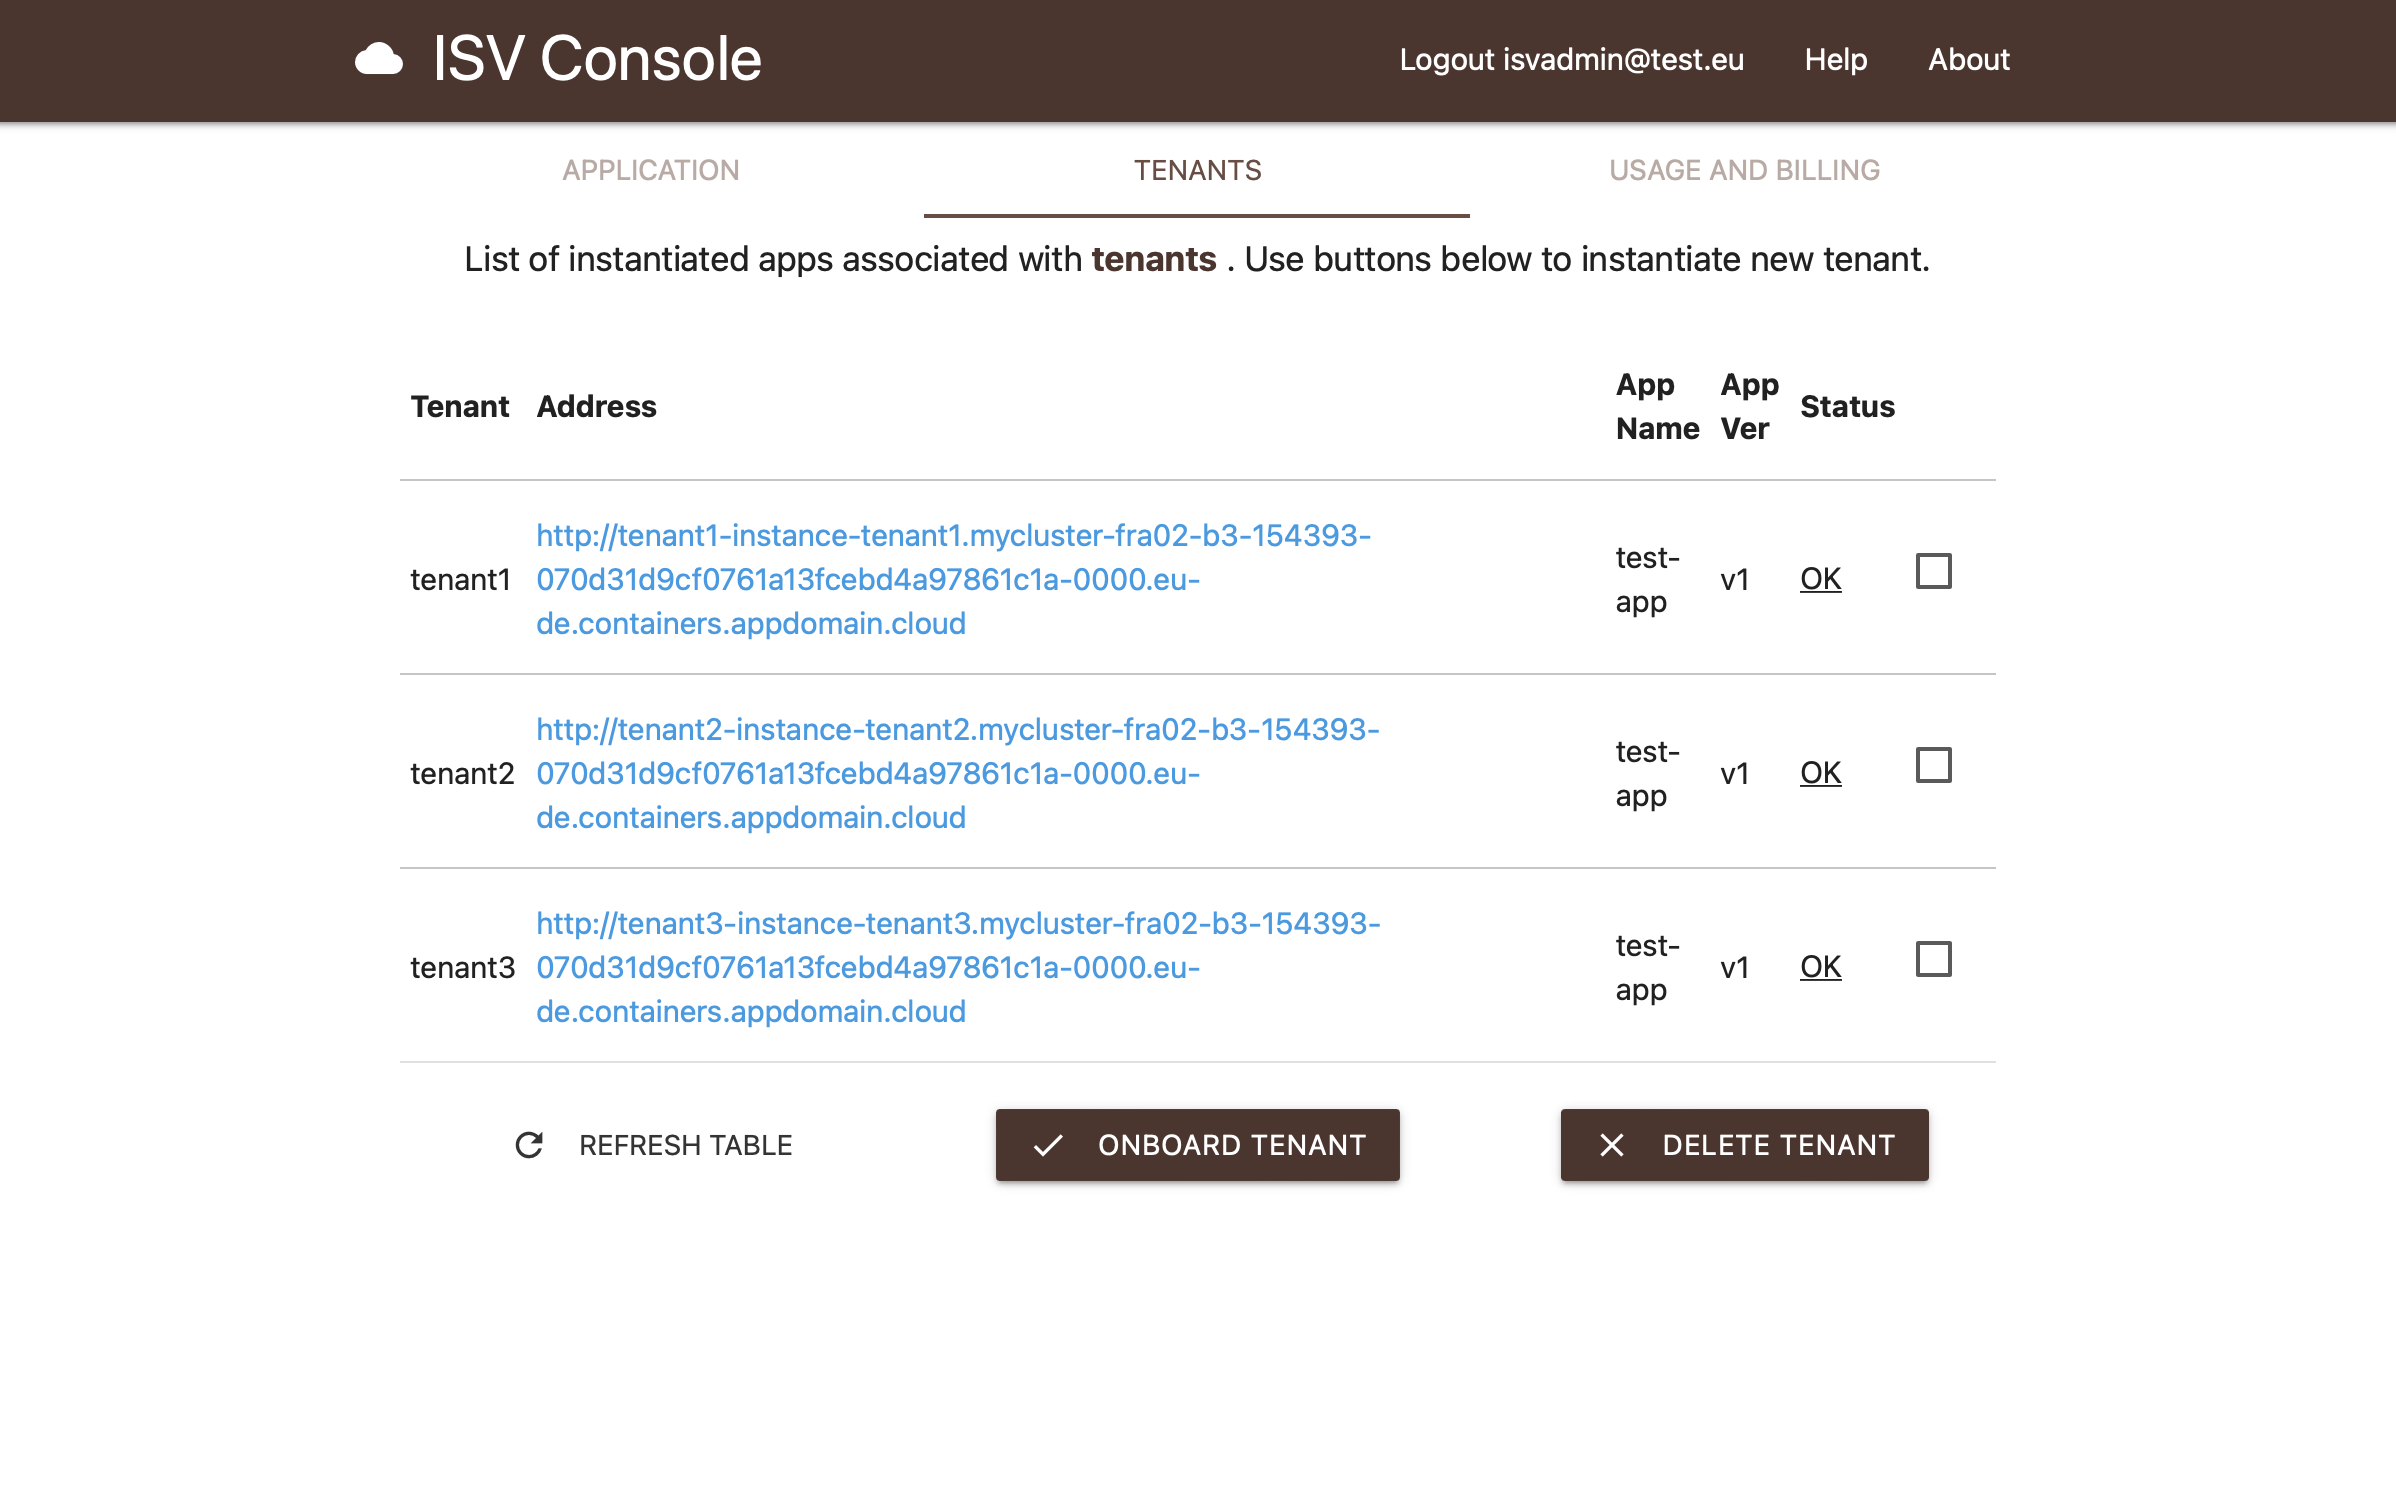 ISV Console
Logout isvadmin@test.eu Help About
APPLICATION TENANTS USAGE AND BILLING
List of instantiated apps associated with tenants . Use buttons below to instantiate new tenant.
Tenant Address App Name App Ver Status
http://tenant1-instance-tenant1.mycluster-fra02-b3-154393-
tenant1 070d31d9cf0761a13fcebd4a97861c1a-0000.eu- test-app v1 OK
de.containers.appdomain.cloud
http://tenant2-instance-tenant2.mycluster-fra02-b3-154393-
tenant2 070d31d9cf0761a13fcebd4a97861c1a-0000.eu- test-app v1 OK
de.containers.appdomain.cloud
http://tenant3-instance-tenant3.mycluster-fra02-b3-154393-
tenant3 070d31d9cf0761a13fcebd4a97861c1a-0000.eu- test-app v1 OK
de.containers.appdomain.cloud
REFRESH TABLE ONBOARD TENANT DELETE TENANT